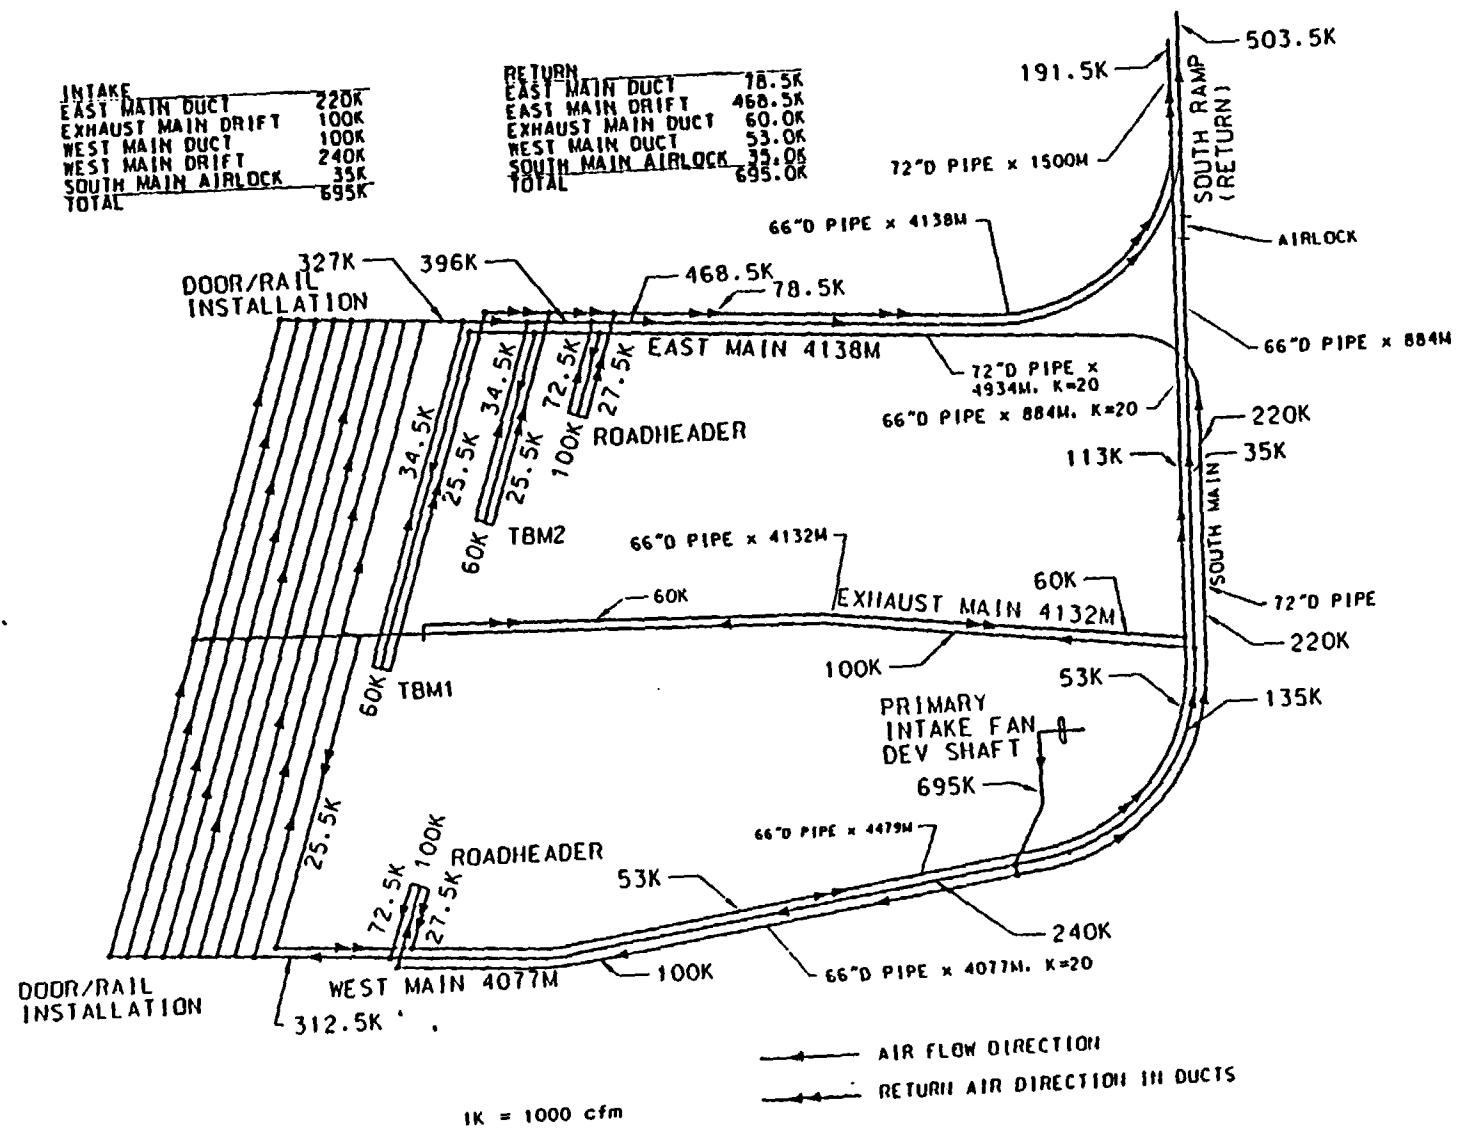 INTAKE
EAST MAIN DUCT 220K
EXHAUST MAIN DRIFT 100K
WEST MAIN DUCT 100K
WEST MAIN DRIFT 240K
SOUTH MAIN AIRLOCK 35K
TOTAL 695K
RETURN
EAST MAIN DUCT 78.5K
EAST MAIN DRIFT 468.5K
EXHAUST MAIN DUCT 60.0K
WEST MAIN DUCT 53.0K
SOUTH MAIN AIRLOCK 35.0K
TOTAL 695.0K
503.5K
191.5K
SOUTH RAMP
(RETURN)
72"D PIPE x 1500M
66"D PIPE x 4138M
AIRLOCK
327K
396K
468.5K
78.5K
DOOR/RAIL
INSTALLATION
EAST MAIN 4138M
66"D PIPE x 884M
72"D PIPE x
4934M. K=20
66"D PIPE x 884M. K=20
34.5K
25.5K
34.5K
25.5K
72.5K
27.5K
100K
ROADHEADER
220K
113K
35K
SOUTH MAIN
60K
TBM2
66"D PIPE x 4132M
60K
EXHAUST MAIN 4132M
60K
72"D PIPE
220K
100K
60K
TBM1
53K
135K
PRIMARY
INTAKE FAN
DEV SHAFT
695K
25.5K
72.5K
100K
27.5K
ROADHEADER
66"D PIPE x 4479M
53K
240K
66"D PIPE x 4077M. K=20
100K
WEST MAIN 4077M
DOOR/RAIL
INSTALLATION
312.5K
AIR FLOW DIRECTION
RETURN AIR DIRECTION IN DUCTS
1K = 1000 cfm